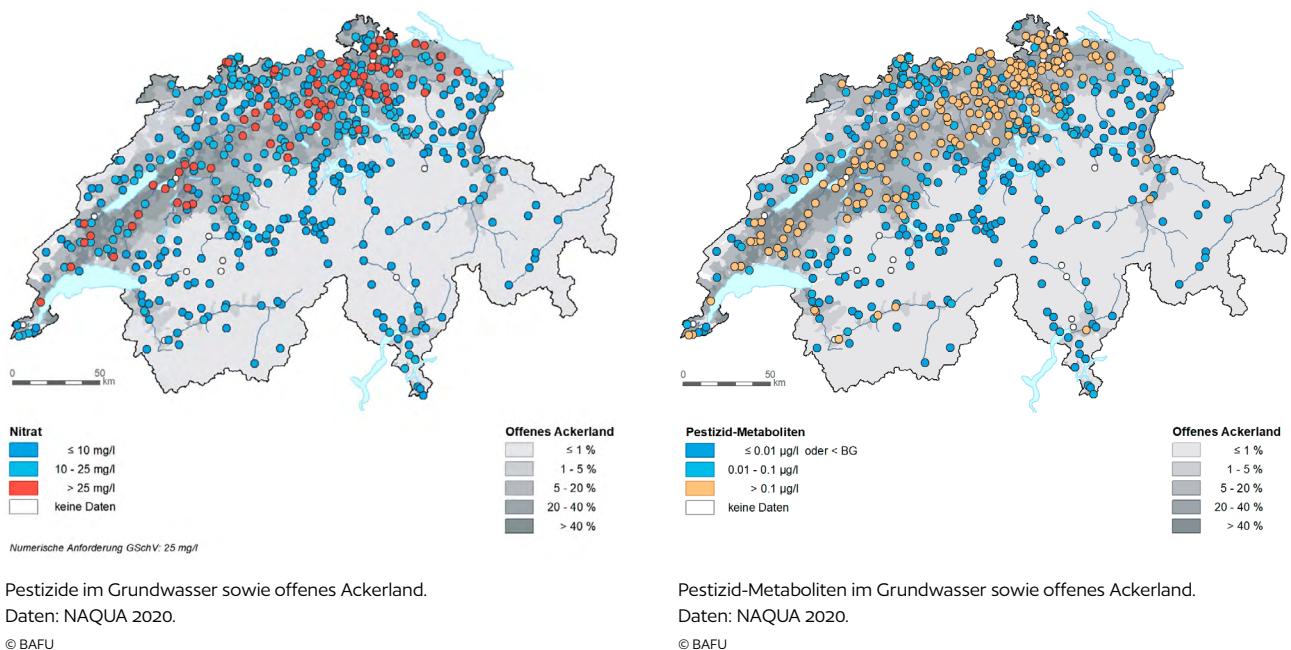 0 50
km
Nitrat
≤ 10 mg/l
10 - 25 mg/l
> 25 mg/l
keine Daten
Offenes Ackerland
≤ 1 %
1 - 5 %
5 - 20 %
20 - 40 %
> 40 %
Numerische Anforderung GSchV: 25 mg/l
Pestizide im Grundwasser sowie offenes Ackerland.
Daten: NAQUA 2020.
© BAFU
0 50
km
Pestizid-Metaboliten
≤ 0.01 µg/l oder < BG
0.01 - 0.1 µg/l
> 0.1 µg/l
keine Daten
Offenes Ackerland
≤ 1 %
1 - 5 %
5 - 20 %
20 - 40 %
> 40 %
Pestizid-Metaboliten im Grundwasser sowie offenes Ackerland.
Daten: NAQUA 2020.
© BAFU